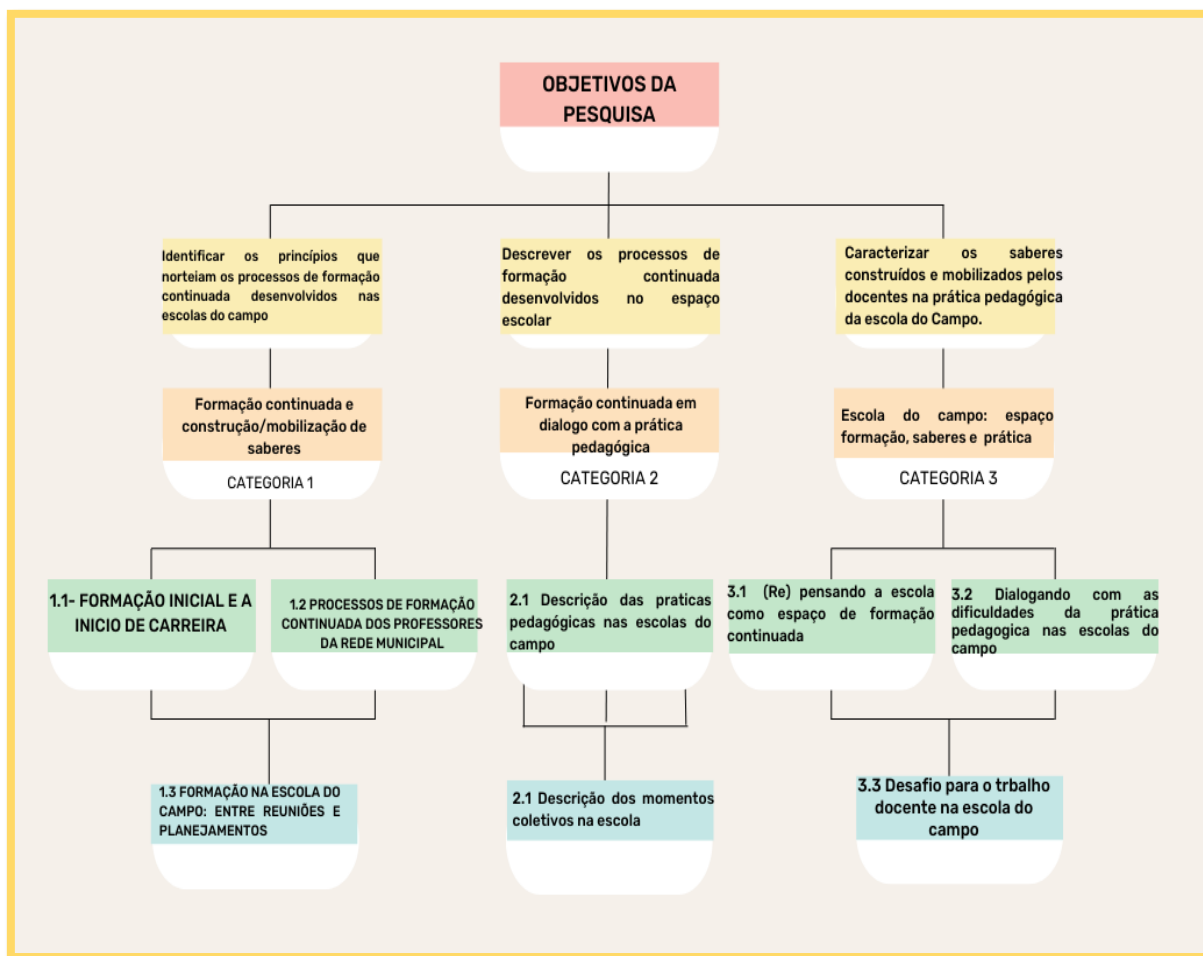 OBJETIVOS DA
PESQUISA
Identificar os princípios que
norteiam os processos de formação
continuada desenvolvidos nas
escolas do campo
Descrever os processos de
formação continuada
desenvolvidos no espaço
escolar
Caracterizar os saberes
construídos e mobilizados pelos
docentes na prática pedagógica
da escola do Campo.
Formação continuada e
construção/mobilização de
saberes
CATEGORIA 1
Formação continuada em
dialogo com a prática
pedagógica
CATEGORIA 2
Escola do campo: espaço
formação, saberes e prática
CATEGORIA 3
1.1- FORMAÇÃO INICIAL E A
INICIO DE CARREIRA
1.2 PROCESSOS DE FORMAÇÃO
CONTINUADA DOS PROFESSORES
DA REDE MUNICIPAL
2.1 Descrição das praticas
pedagógicas nas escolas do
campo
3.1 (Re) pensando a escola
como espaço de formação
continuada
3.2 Dialogando com as
dificuldades da prática
pedagogica nas escolas do
campo
1.3 FORMAÇÃO NA ESCOLA DO
CAMPO: ENTRE REUNIÕES E
PLANEJAMENTOS
2.1 Descrição dos momentos
coletivos na escola
3.3 Desafio para o trbalho
docente na escola do
campo